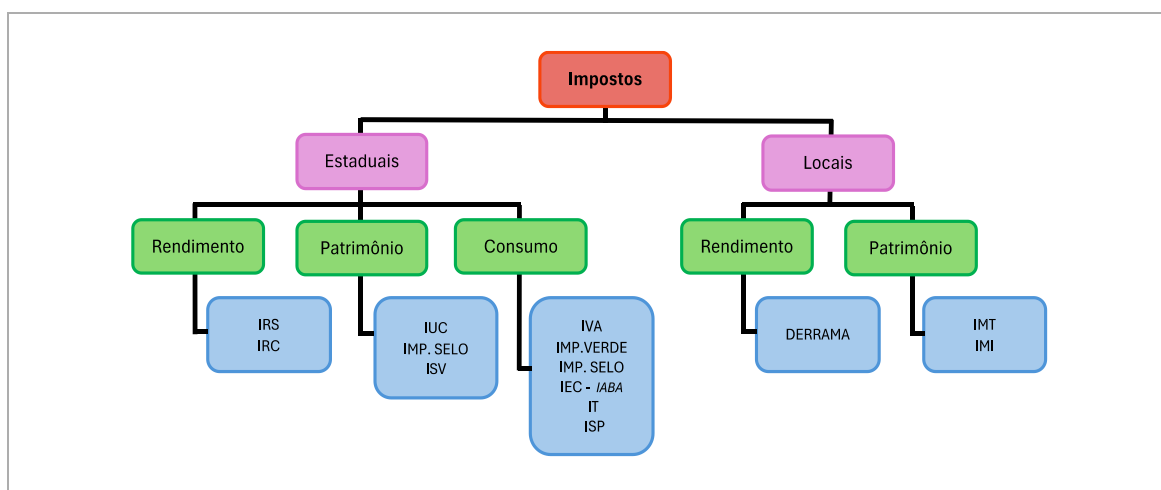 Impostos
Estaduais
Locais
Rendimento
Patrimônio
Consumo
Rendimento
Patrimônio
IRS
IRC
IUC
IMP. SELO
ISV
IVA
IMP.VERDE
IMP. SELO
IEC - IABA
IT
ISP
DERRAMA
IMT
IMI